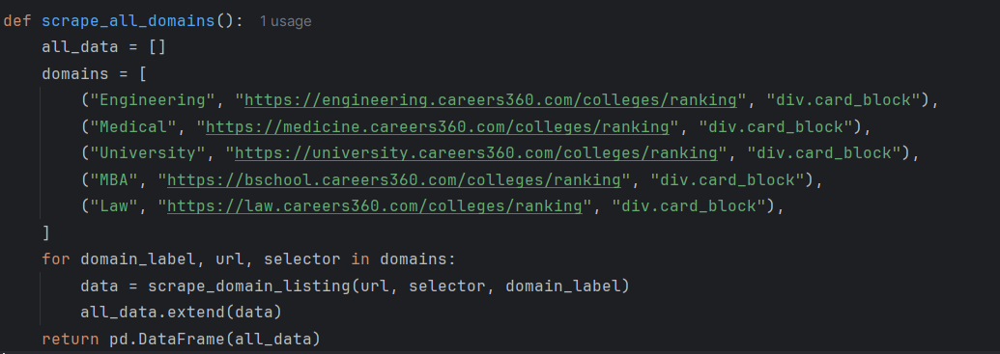 def scrape_all_domains(): 1 usage
    all_data = []
    domains = [
        ("Engineering", "https://engineering.careers360.com/colleges/ranking", "div.card_block"),
        ("Medical", "https://medicine.careers360.com/colleges/ranking", "div.card_block"),
        ("University", "https://university.careers360.com/colleges/ranking", "div.card_block"),
        ("MBA", "https://bschool.careers360.com/colleges/ranking", "div.card_block"),
        ("Law", "https://law.careers360.com/colleges/ranking", "div.card_block"),
    ]
    for domain_label, url, selector in domains:
        data = scrape_domain_listing(url, selector, domain_label)
        all_data.extend(data)
    return pd.DataFrame(all_data)